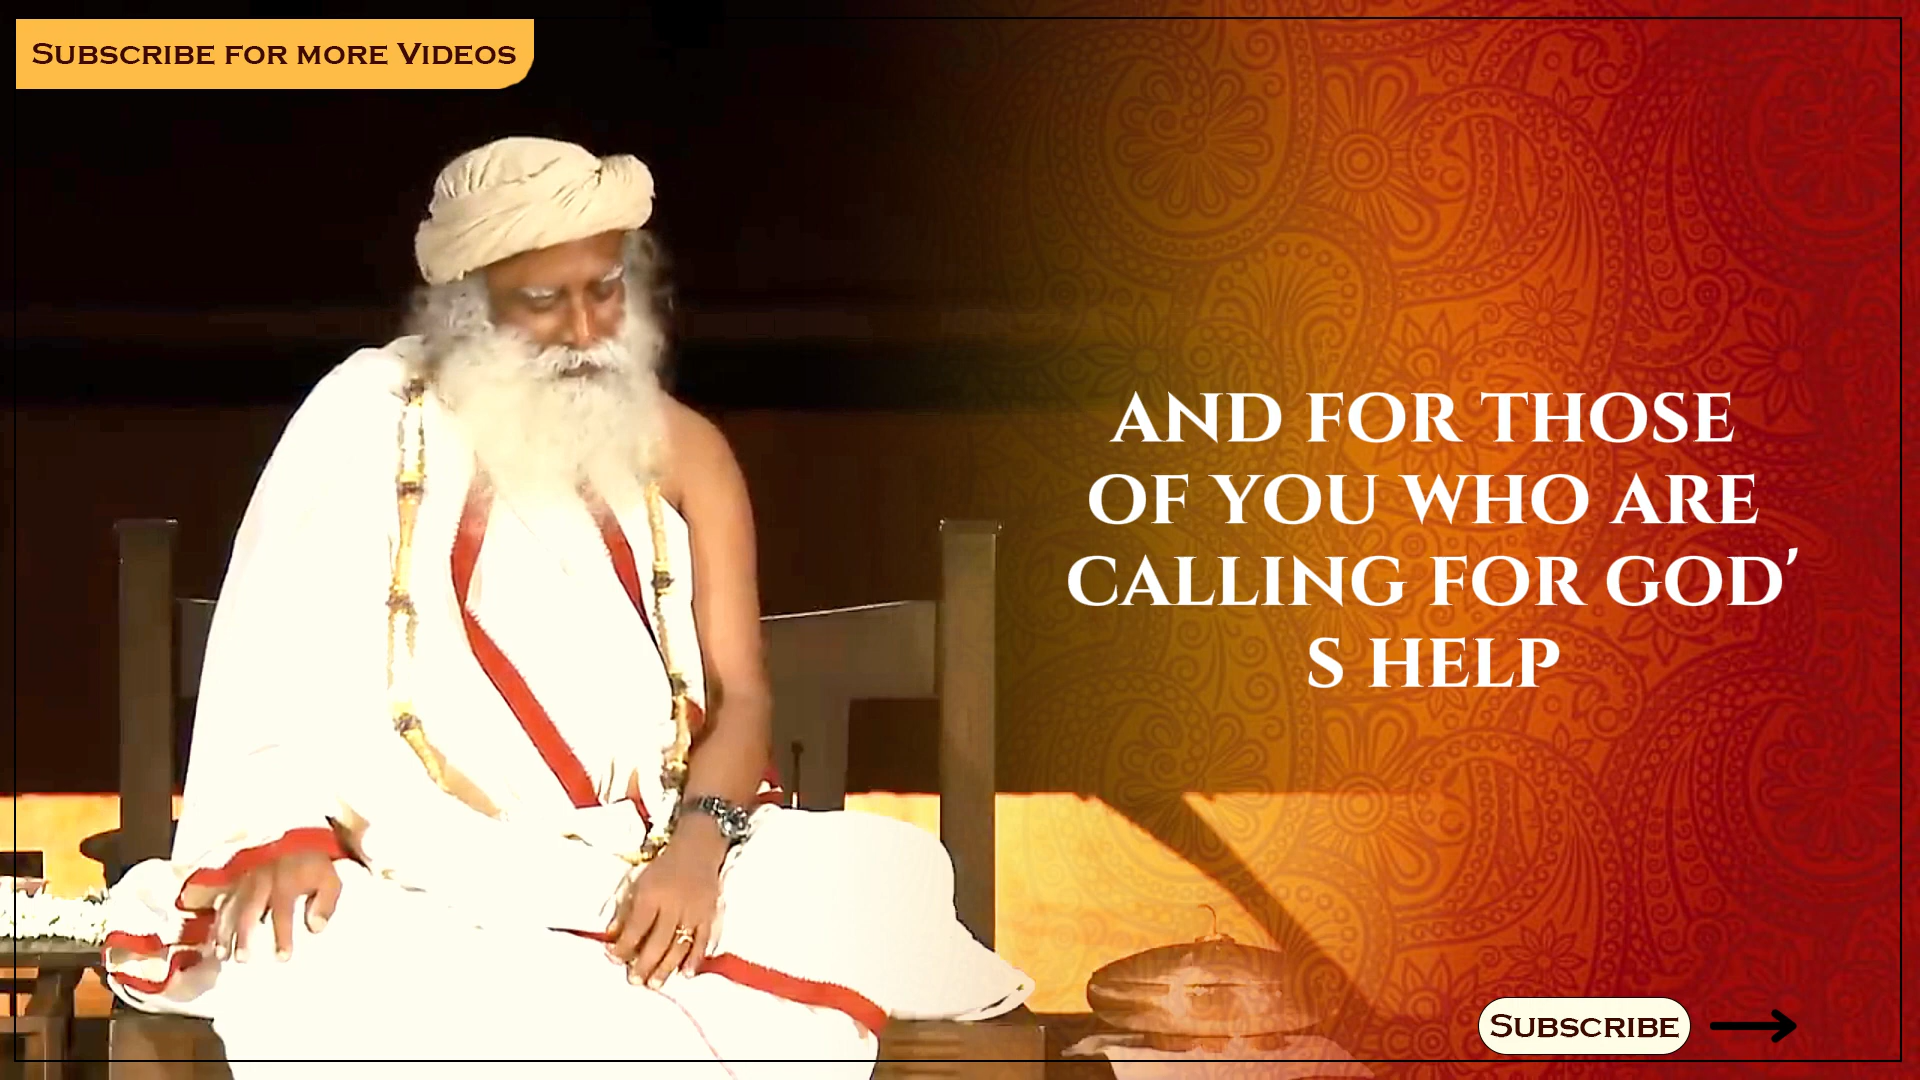 Subscribe for more Videos
AND FOR THOSE
OF YOU WHO ARE
CALLING FOR GOD'
S HELP
Subscribe